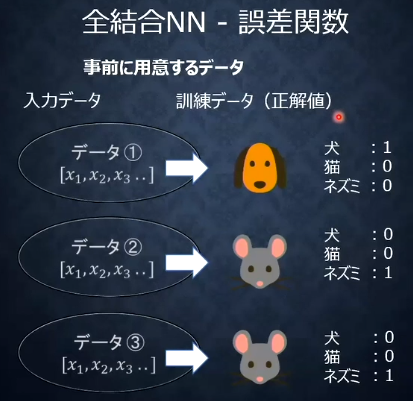 全結合NN - 誤差関数
事前に用意するデータ
入力データ 訓練データ（正解値）
データ①
[x₁, x₂, x₃ ..]
犬 ：1
猫 ：0
ネズミ：0
データ②
[x₁, x₂, x₃ ..]
犬 ：0
猫 ：0
ネズミ：1
データ③
[x₁, x₂, x₃ ..]
犬 ：0
猫 ：0
ネズミ：1